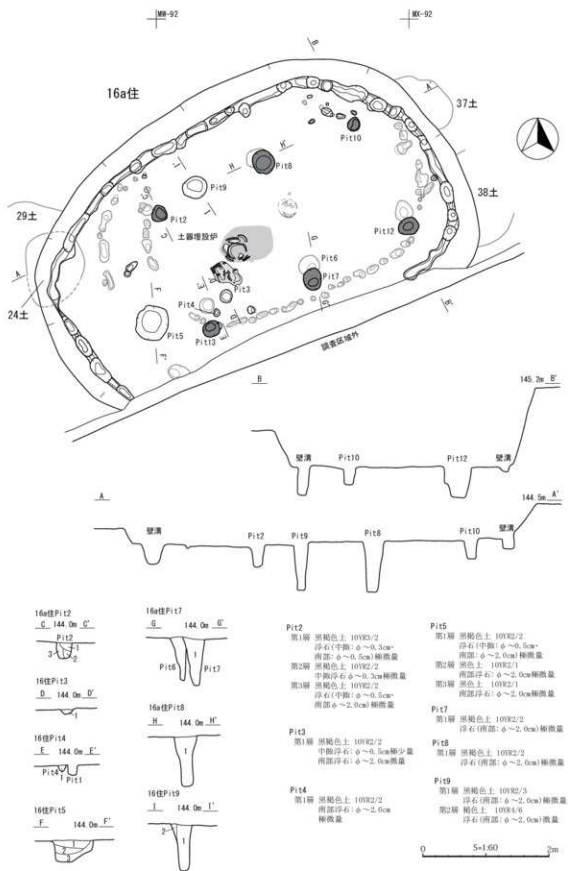 MW-92
MX-92
16a住
B
A'
37土
Pit10
H'
H
Pit8
I
Pit9
I'
38土
29土
C
Pit2
C'
土器埋設炉
G
Pit12
Pit6
A
Pit7
Pit3
F
Pit4
Pit5
G'
24土
Pit13
F'
B'
調査区域外
B
145.2m B'
壁溝
Pit10
Pit12
壁溝
A
144.5m A'
壁溝
Pit2
Pit9
Pit8
Pit10
壁溝
16a住Pit2
C 144.0m C'
Pit2
3
1
2
16住Pit3
D 144.0m D'
1
16住Pit4
E 144.0m E'
Pit4
1
Pit1
16住Pit5
F 144.0m F'
1
2
3
16a住Pit7
G 144.0m G'
1
Pit6
Pit7
16a住Pit8
H 144.0m H'
1
16a住Pit9
I 144.0m I'
2
1
Pit2
第1層 黒褐色土 10YR3/2
浮石(中掫:φ～0.3cm・
南部:φ～0.5cm)極微量
第2層 黒褐色土 10YR2/2
中掫浮石φ～0.3cm極微量
第3層 黒褐色土 10YR2/2
浮石(中掫:φ～0.5cm・
南部φ～2.0cm)極微量
Pit3
第1層 黒褐色土 10YR2/2
中掫浮石φ～0.5cm極少量
南部浮石:φ～2.0cm微量
Pit4
第1層 黒褐色土 10YR2/2
南部浮石:φ～2.0cm
極微量
Pit5
第1層 黒褐色土 10YR2/2
浮石(中掫:φ～0.5cm・
南部:φ～2.0cm)極微量
第2層 黒色土 10YR2/1
南部浮石:φ～2.0cm極微量
第3層 黒色土 10YR2/1
南部浮石:φ～2.0cm極微量
Pit7
第1層 黒褐色土 10YR2/2
浮石(南部:φ～2.0cm)極微量
Pit8
第1層 黒褐色土 10YR2/2
浮石(南部:φ～2.0cm)極微量
Pit9
第1層 黒褐色土 10YR2/3
浮石(南部:φ～2.0cm)極微量
第2層 褐色土 10YR4/6
浮石(南部:φ～2.0cm)微量
0 S=1:60 2m